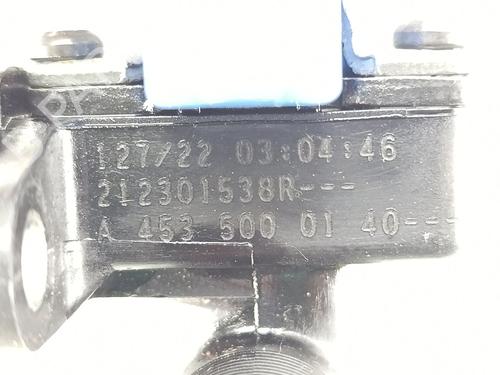 127/22 03:04:46
212301538R---
A 453 500 01 40---